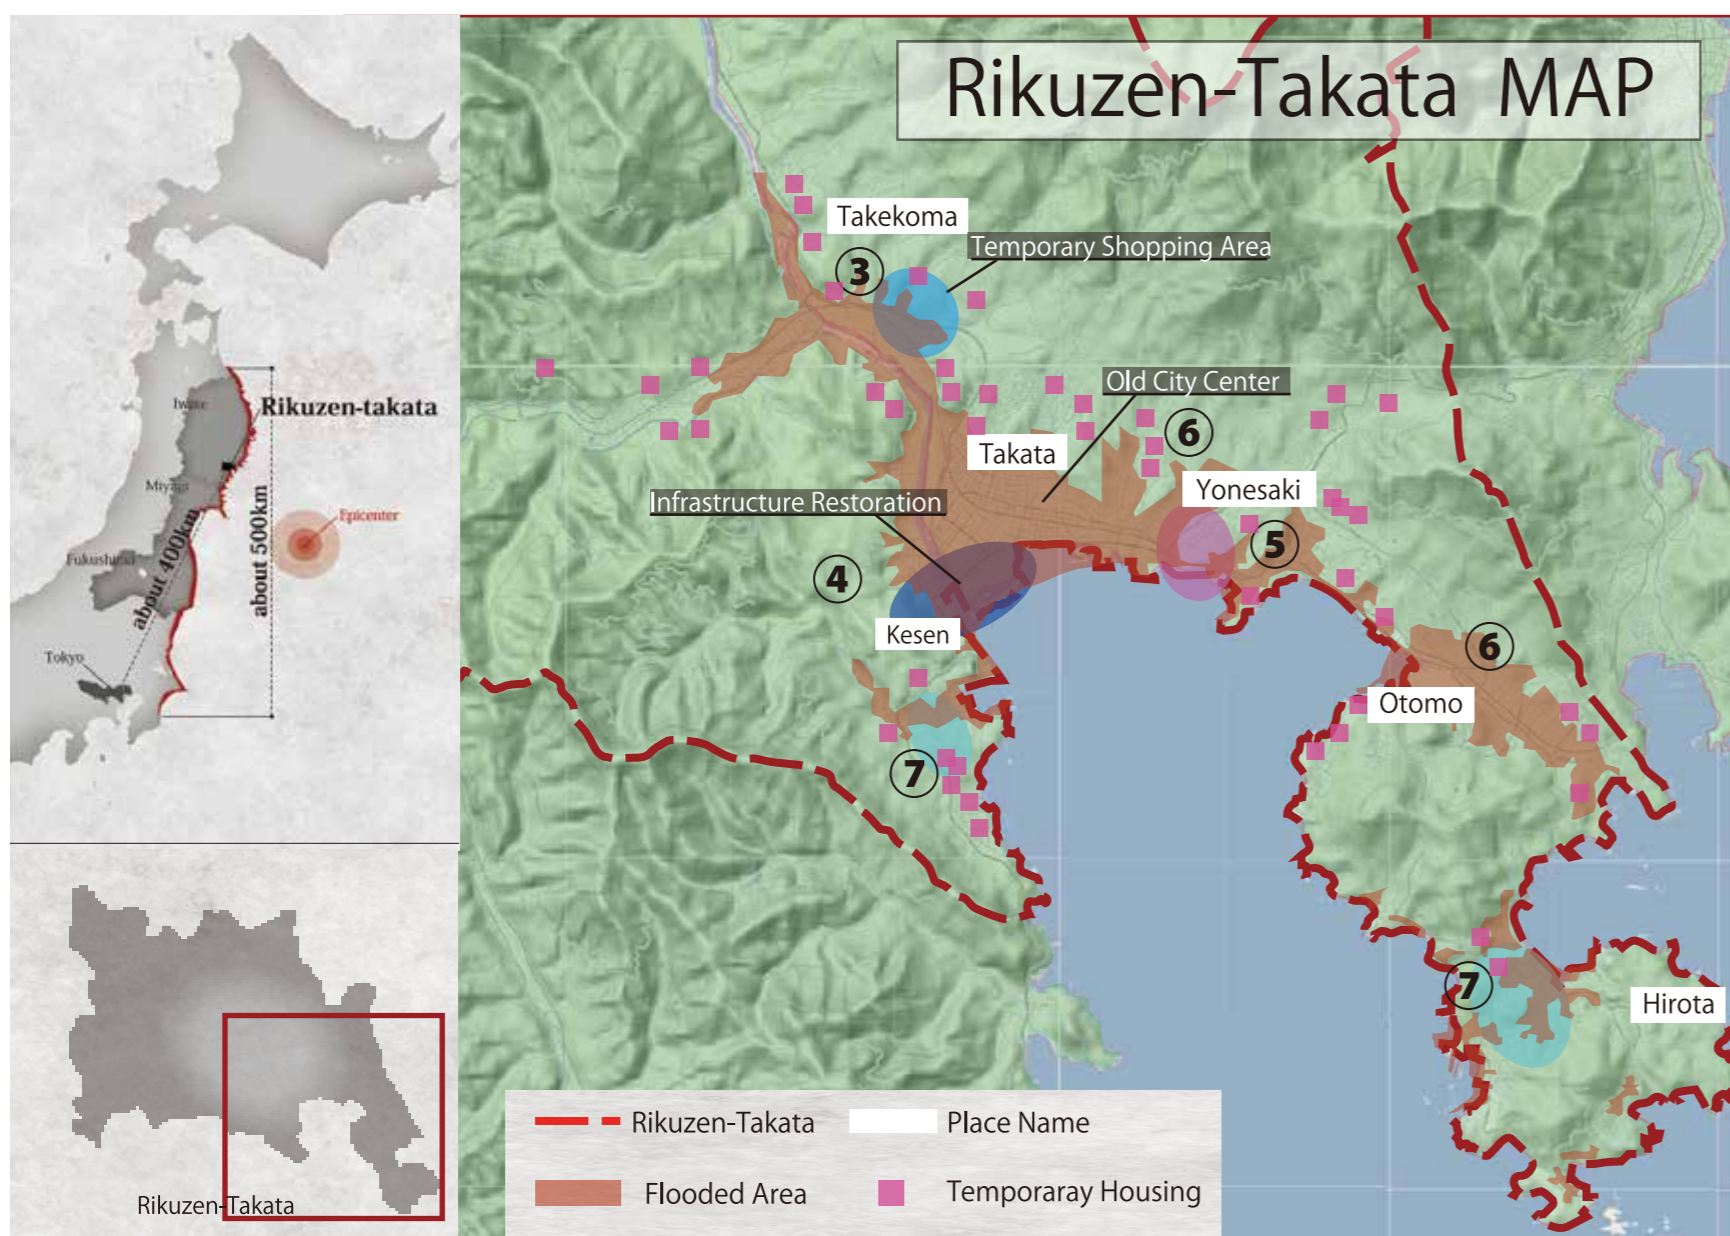 Rikuzen-Takata MAP
Takekoma
Temporary Shopping Area
3
Old City Center
6
Takata
Yonesaki
Infrastructure Restoration
5
4
Kesen
6
Otomo
7
7
Hirota
Rikuzen-Takata
Place Name
Flooded Area
Temporaray Housing
Iwate
Rikuzen-takata
Miyagi
Epicenter
Fukushima
about 400km
about 500km
Tokyo
Rikuzen-Takata